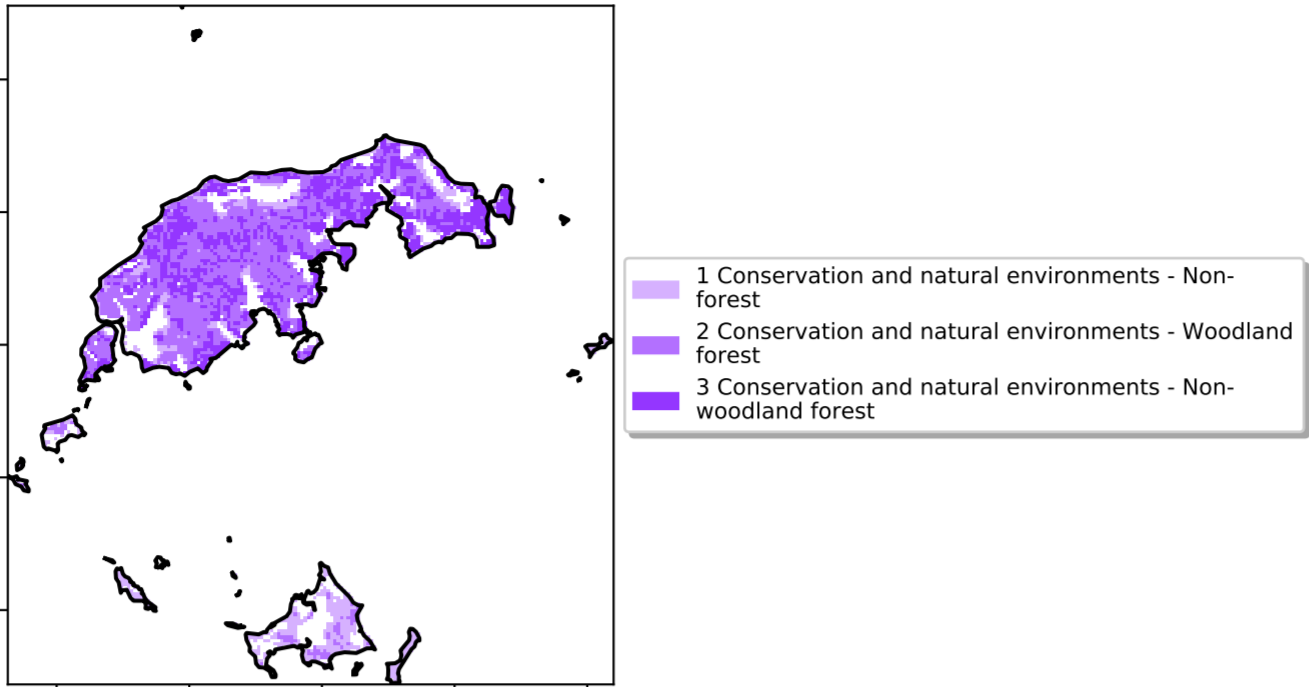 1 Conservation and natural environments - Non-
forest
2 Conservation and natural environments - Woodland
forest
3 Conservation and natural environments - Non-
woodland forest